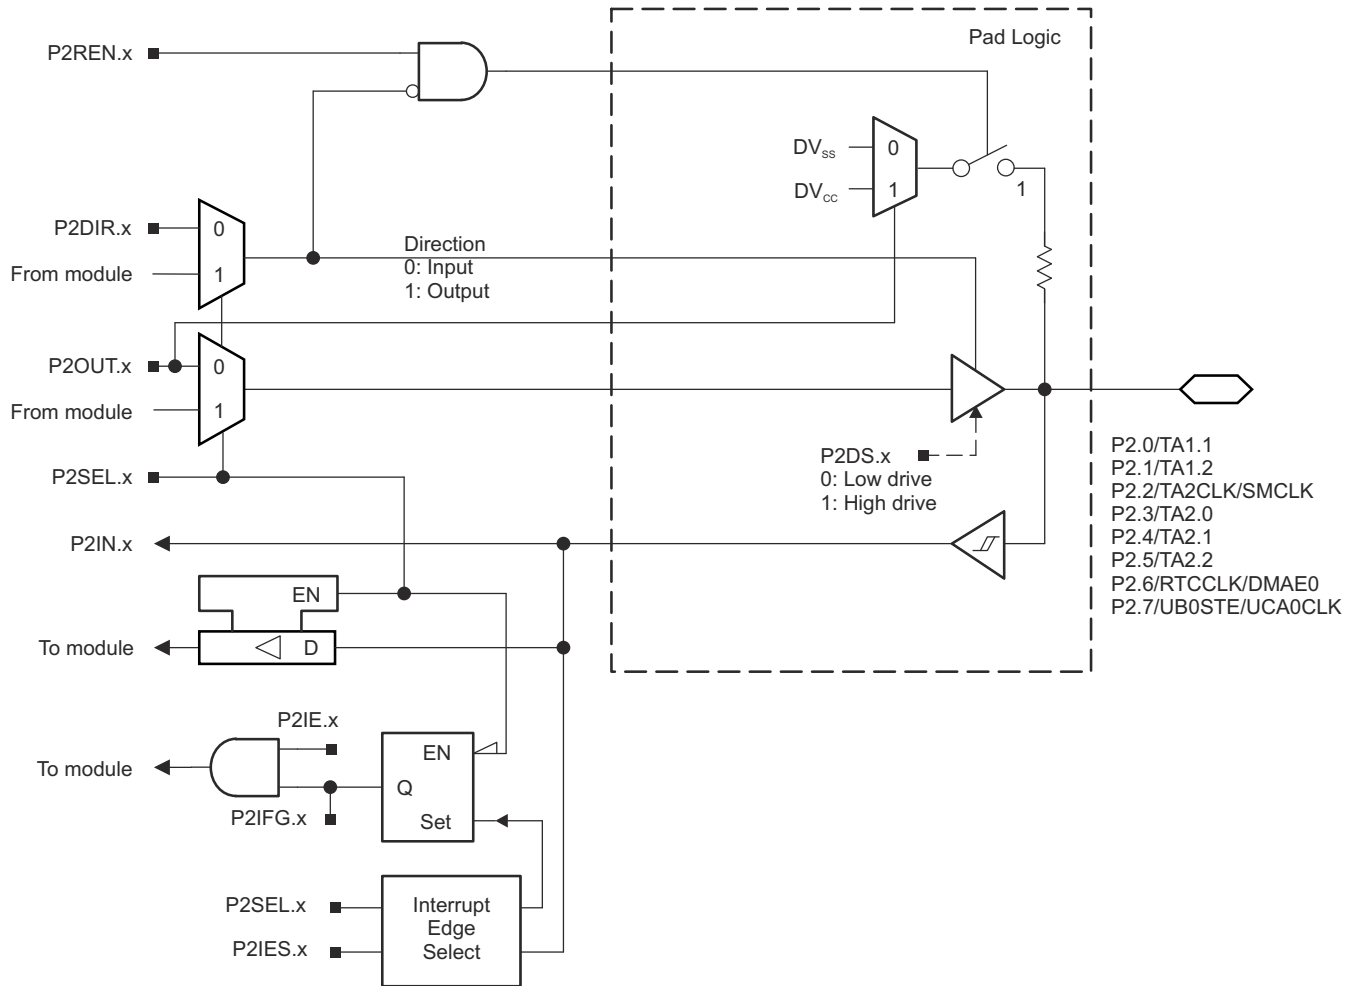 P2REN.x
Pad Logic
DVSS
0
DVCC
1
1
P2DIR.x
0
From module
1
Direction
0: Input
1: Output
P2OUT.x
0
From module
1
P2SEL.x
P2DS.x
0: Low drive
1: High drive
P2.0/TA1.1
P2.1/TA1.2
P2.2/TA2CLK/SMCLK
P2.3/TA2.0
P2.4/TA2.1
P2.5/TA2.2
P2.6/RTCCLK/DMAE0
P2.7/UB0STE/UCA0CLK
P2IN.x
EN
To module
D
P2IE.x
EN
To module
Q
P2IFG.x
Set
P2SEL.x
P2IES.x
Interrupt
Edge
Select